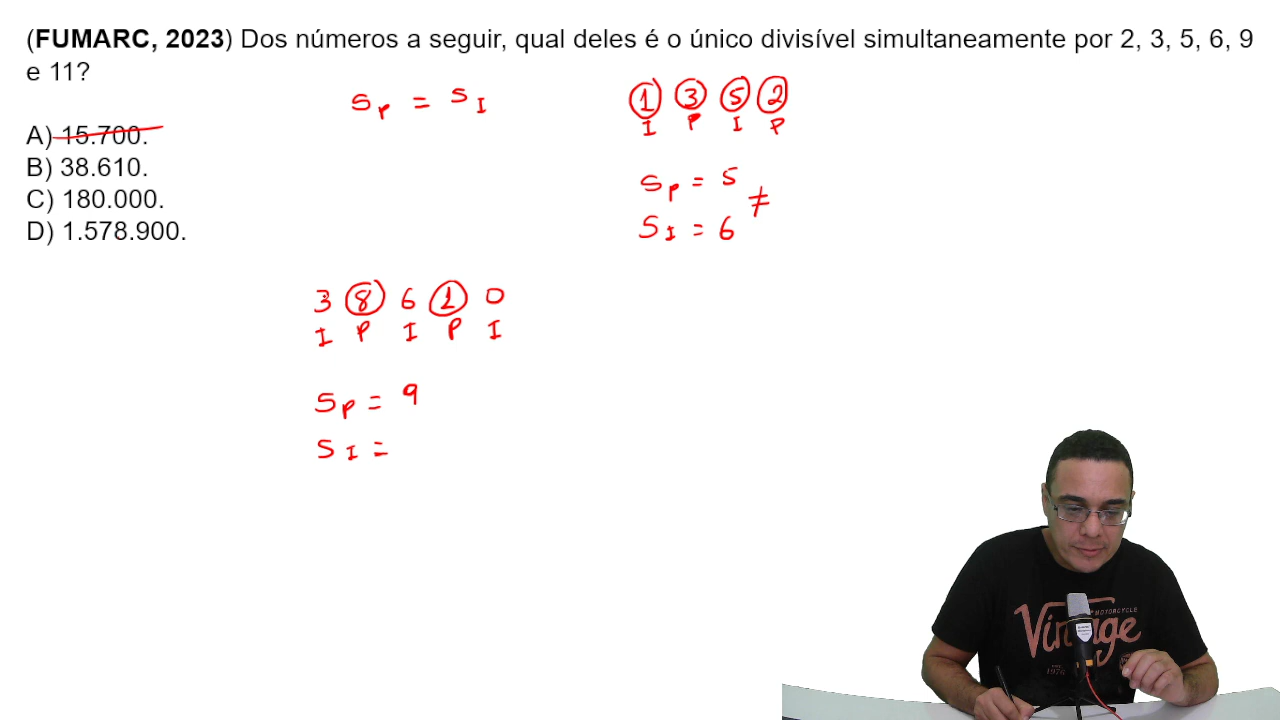 (FUMARC, 2023) Dos números a seguir, qual deles é o único divisível simultaneamente por 2, 3, 5, 6, 9
e 11?
A) 15.700.
B) 38.610.
C) 180.000.
D) 1.578.900.
SP = SI
1 3 5 2
I P I P
SP = 5
≠
SI = 6
3 8 6 1 0
I P I P I
SP = 9
SI =
MOTORCYCLE
Vintage
1976